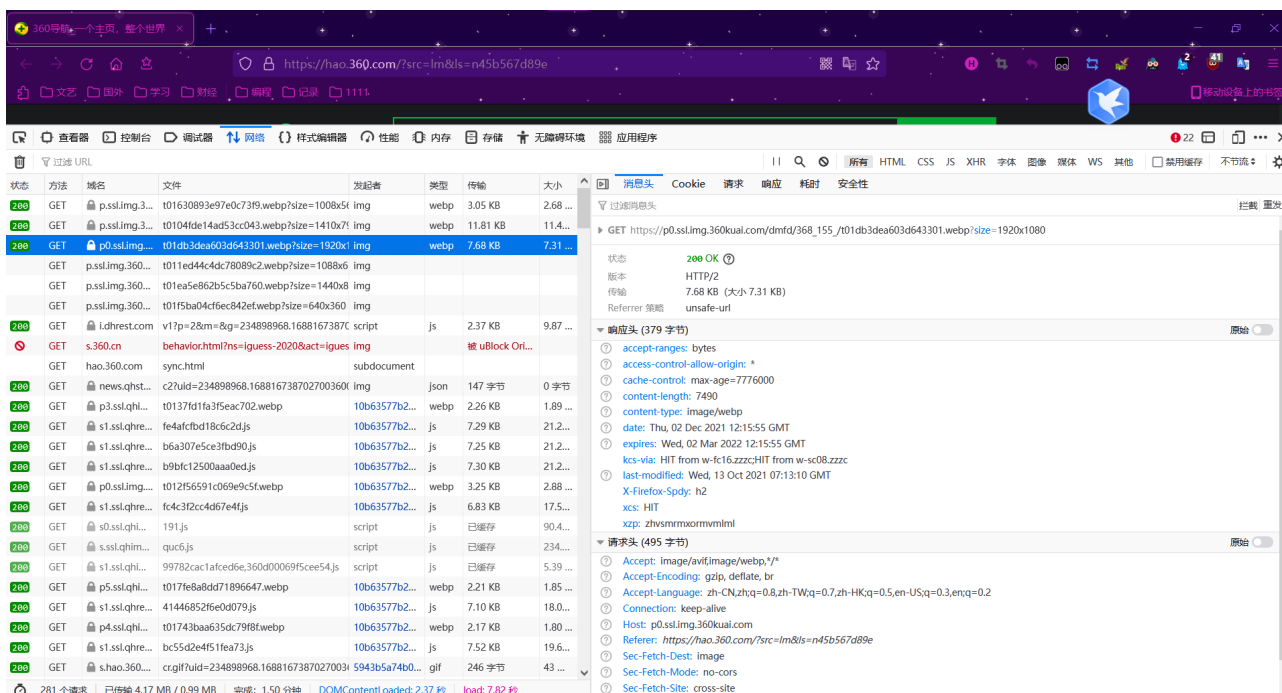 360导航_一个主页，整个世界
https://hao.360.com/?src=lm&ls=n45b567d89e
2
41
文艺 国外 学习 财经 编程 记录 1111.
移动设备上的书签
查看器 控制台 调试器 网络 样式编辑器 性能 内存 存储 无障碍环境 应用程序 22
过滤 URL
所有 HTML CSS JS XHR 字体 图像 媒体 WS 其他 禁用缓存 不节流
状态 方法 域名 文件 发起者 类型 传输 大小
200 GET p.ssl.img.3... t01630893e97e0c73f9.webp?size=1008x56 img webp 3.05 KB 2.68 ...
200 GET p.ssl.img.3... t0104fde14ad53cc043.webp?size=1410x79 img webp 11.81 KB 11.4...
200 GET p0.ssl.img.... t01db3dea603d643301.webp?size=1920x1 img webp 7.68 KB 7.31 ...
GET p.ssl.img.360... t011ed44c4dc78089c2.webp?size=1088x6 img
GET p.ssl.img.360... t01ea5e862b5c5ba760.webp?size=1440x8 img
GET p.ssl.img.360... t01f5ba04cf6ec842ef.webp?size=640x360 img
200 GET i.dhrest.com v1?p=2&m=&g=234898968.16881673870 script js 2.37 KB 9.87 ...
GET s.360.cn behavior.html?ns=iguess-2020&act=igues img 被 uBlock Ori...
GET hao.360.com sync.html subdocument
200 GET news.qhst... c2?uid=234898968.1688167387027003600 img json 147 字节 0 字节
200 GET p3.ssl.qhi... t0137fd1fa3f5eac702.webp 10b63577b2... webp 2.26 KB 1.89 ...
200 GET s1.ssl.qhre... fe4afcfbd18c6c2d.js 10b63577b2... js 7.29 KB 21.2...
200 GET s1.ssl.qhre... b6a307e5ce3fbd90.js 10b63577b2... js 7.25 KB 21.2...
200 GET s1.ssl.qhre... b9bfc12500aaa0ed.js 10b63577b2... js 7.30 KB 21.2...
200 GET p0.ssl.img.... t012f56591c069e9c5f.webp 10b63577b2... webp 3.25 KB 2.88 ...
200 GET s1.ssl.qhre... fc4c3f2cc4d67e4f.js 10b63577b2... js 6.83 KB 17.5...
200 GET s0.ssl.qhi... 191.js script js 已缓存 90.4...
200 GET s.ssl.qhim... quc6.js script js 已缓存 234....
200 GET s1.ssl.qhi... 99782cac1afced6e,360d00069f5cee54.js script js 已缓存 5.39 ...
200 GET p5.ssl.qhi... t017fe8a8dd71896647.webp 10b63577b2... webp 2.21 KB 1.85 ...
200 GET s1.ssl.qhre... 41446852f6e0d079.js 10b63577b2... js 7.10 KB 18.0...
200 GET p4.ssl.qhi... t01743baa635dc79f8f.webp 10b63577b2... webp 2.17 KB 1.80 ...
200 GET s1.ssl.qhre... bc55d2e4f51fea73.js 10b63577b2... js 7.52 KB 19.6...
200 GET s.hao.360.... cr.gif?uid=234898968.1688167387027003 5943b5a74b0... gif 246 字节 43 ...
281 个请求 已传输 4.17 MB / 0.99 MB 完成：1.50 分钟 DOMContentLoaded: 2.37 秒 load: 7.82 秒
消息头 Cookie 请求 响应 耗时 安全性
过滤消息头 拦截 重发
GET https://p0.ssl.img.360kuai.com/dmfd/368_155_/t01db3dea603d643301.webp?size=1920x1080
状态 200 OK
版本 HTTP/2
传输 7.68 KB（大小 7.31 KB）
Referrer 策略 unsafe-url
响应头 (379 字节) 原始
accept-ranges: bytes
access-control-allow-origin: *
cache-control: max-age=7776000
content-length: 7490
content-type: image/webp
date: Thu, 02 Dec 2021 12:15:55 GMT
expires: Wed, 02 Mar 2022 12:15:55 GMT
kcs-via: HIT from w-fc16.zzzc;HIT from w-sc08.zzzc
last-modified: Wed, 13 Oct 2021 07:13:10 GMT
X-Firefox-Spdy: h2
xcs: HIT
xzp: zhvsmrmxormvmlml
请求头 (495 字节) 原始
Accept: image/avif,image/webp,*/*
Accept-Encoding: gzip, deflate, br
Accept-Language: zh-CN,zh;q=0.8,zh-TW;q=0.7,zh-HK;q=0.5,en-US;q=0.3,en;q=0.2
Connection: keep-alive
Host: p0.ssl.img.360kuai.com
Referer: https://hao.360.com/?src=lm&ls=n45b567d89e
Sec-Fetch-Dest: image
Sec-Fetch-Mode: no-cors
Sec-Fetch-Site: cross-site